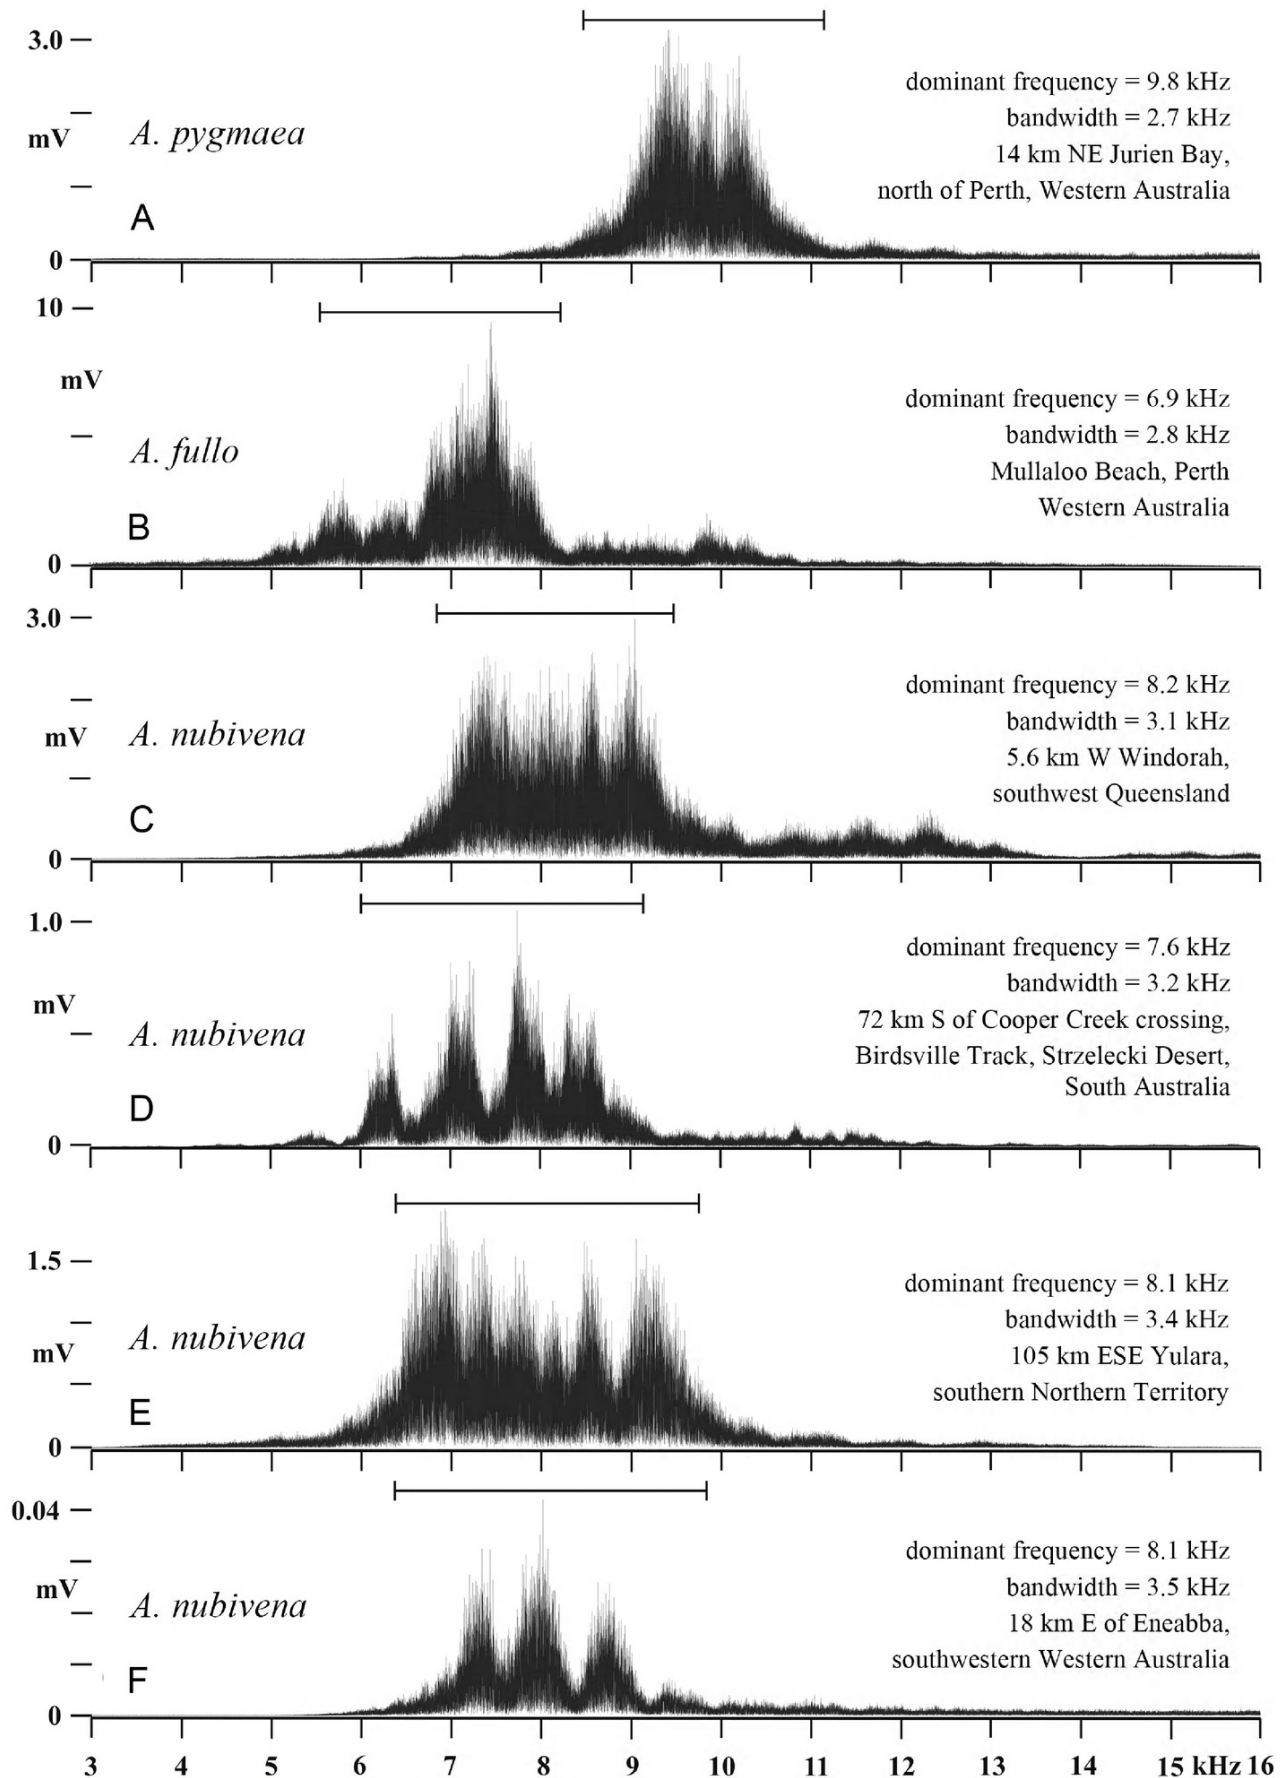 3.0
mV
A. pygmaea
A
0
dominant frequency = 9.8 kHz
bandwidth = 2.7 kHz
14 km NE Jurien Bay,
north of Perth, Western Australia
10
mV
A. fullo
B
0
dominant frequency = 6.9 kHz
bandwidth = 2.8 kHz
Mullaloo Beach, Perth
Western Australia
3.0
mV
A. nubivena
C
0
dominant frequency = 8.2 kHz
bandwidth = 3.1 kHz
5.6 km W Windorah,
southwest Queensland
1.0
mV
A. nubivena
D
0
dominant frequency = 7.6 kHz
bandwidth = 3.2 kHz
72 km S of Cooper Creek crossing,
Birdsville Track, Strzelecki Desert,
South Australia
1.5
mV
A. nubivena
E
0
dominant frequency = 8.1 kHz
bandwidth = 3.4 kHz
105 km ESE Yulara,
southern Northern Territory
0.04
mV
A. nubivena
F
0
dominant frequency = 8.1 kHz
bandwidth = 3.5 kHz
18 km E of Eneabba,
southwestern Western Australia
3 4 5 6 7 8 9 10 11 12 13 14 15 kHz 16